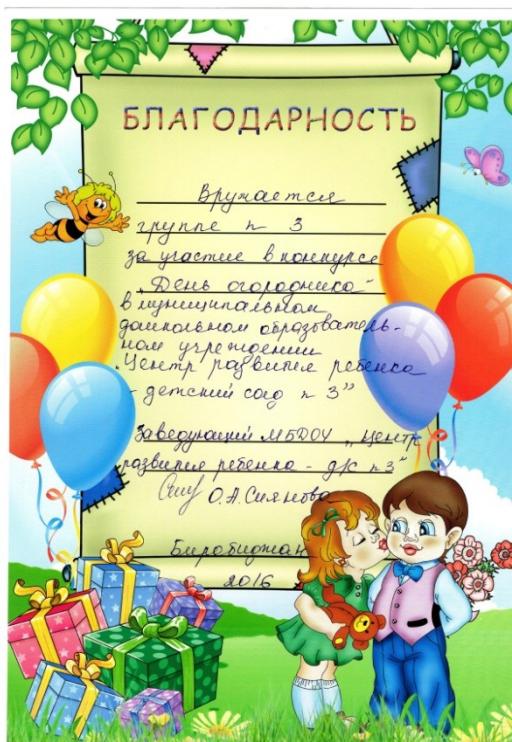 БЛАГОДАРНОСТЬ
Вручается
группе № 3
за участие в конкурсе
„День огородника"
в муниципальном
дошкольном образователь-
ном учреждении
„Центр развития ребенка
- детский сад № 3"
Заведующий МБДОУ „Центр
развития ребенка - д/с №3"
О.А. Сиянова
Биробиджан
2016